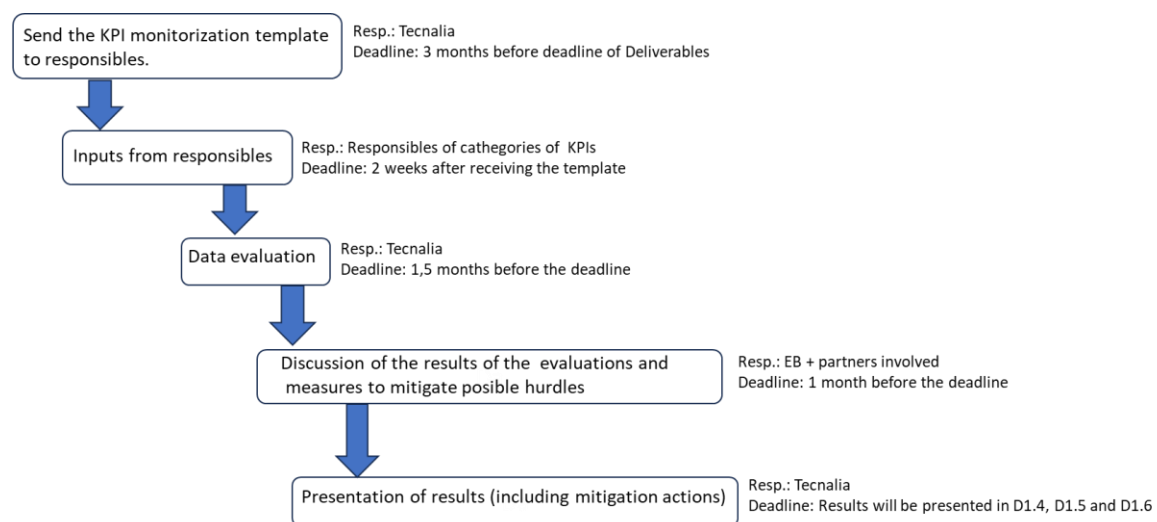 Send the KPI monitorization template
to responsibles.
Resp.: Tecnalia
Deadline: 3 months before deadline of Deliverables
Inputs from responsibles
Resp.: Responsibles of cathegories of KPIs
Deadline: 2 weeks after receiving the template
Data evaluation
Resp.: Tecnalia
Deadline: 1,5 months before the deadline
Discussion of the results of the evaluations and
measures to mitigate posible hurdles
Resp.: EB + partners involved
Deadline: 1 month before the deadline
Presentation of results (including mitigation actions)
Resp.: Tecnalia
Deadline: Results will be presented in D1.4, D1.5 and D1.6